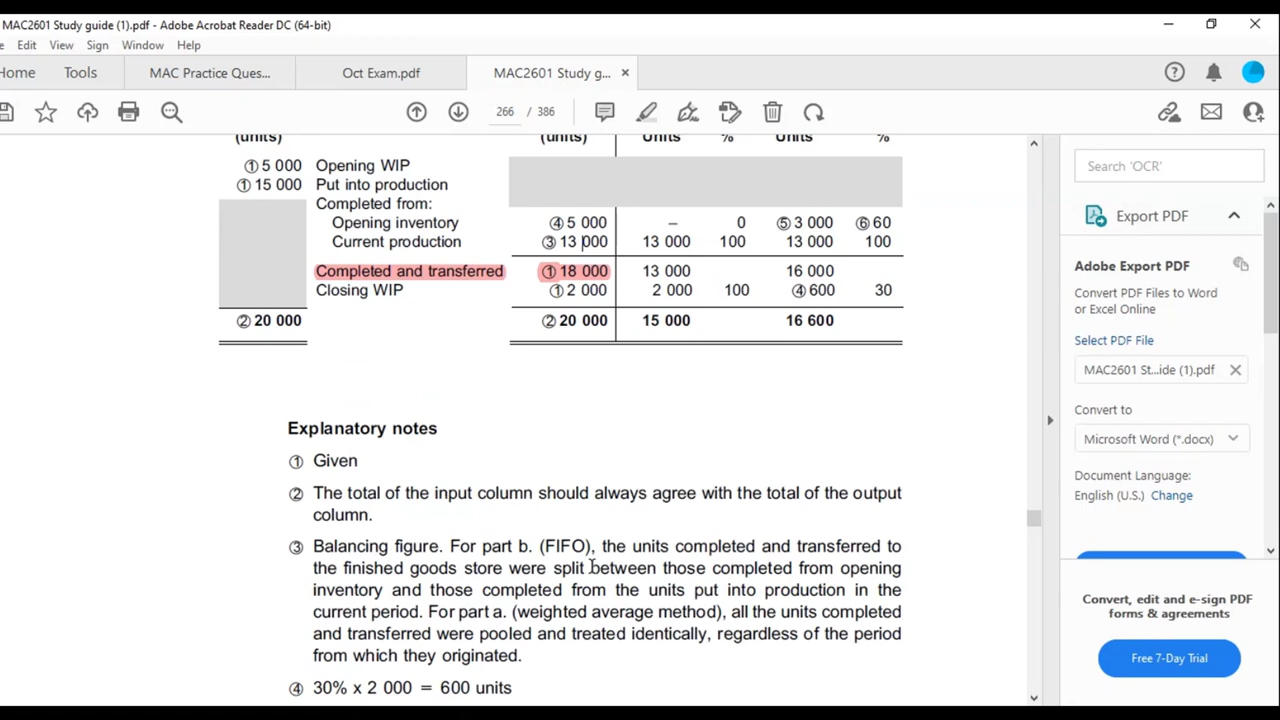 MAC2601 Study guide (1).pdf - Adobe Acrobat Reader DC (64-bit)
Edit View Sign Window Help
Home Tools MAC Practice Ques... Oct Exam.pdf MAC2601 Study g... ×
266 / 386
(units) (units) Units % Units %
① 5 000 Opening WIP
① 15 000 Put into production
Completed from:
Opening inventory ④ 5 000 – 0 ⑤ 3 000 ⑥ 60
Current production ③ 13 000 13 000 100 13 000 100
Completed and transferred ① 18 000 13 000 16 000
Closing WIP ① 2 000 2 000 100 ④ 600 30
② 20 000 ② 20 000 15 000 16 600
Explanatory notes
① Given
② The total of the input column should always agree with the total of the output
column.
③ Balancing figure. For part b. (FIFO), the units completed and transferred to
the finished goods store were split between those completed from opening
inventory and those completed from the units put into production in the
current period. For part a. (weighted average method), all the units completed
and transferred were pooled and treated identically, regardless of the period
from which they originated.
④ 30% x 2 000 = 600 units
Search 'OCR'
Export PDF
Adobe Export PDF
Convert PDF Files to Word
or Excel Online
Select PDF File
MAC2601 St...ide (1).pdf
Convert to
Microsoft Word (*.docx)
Document Language:
English (U.S.) Change
Convert, edit and e-sign PDF
forms & agreements
Free 7-Day Trial